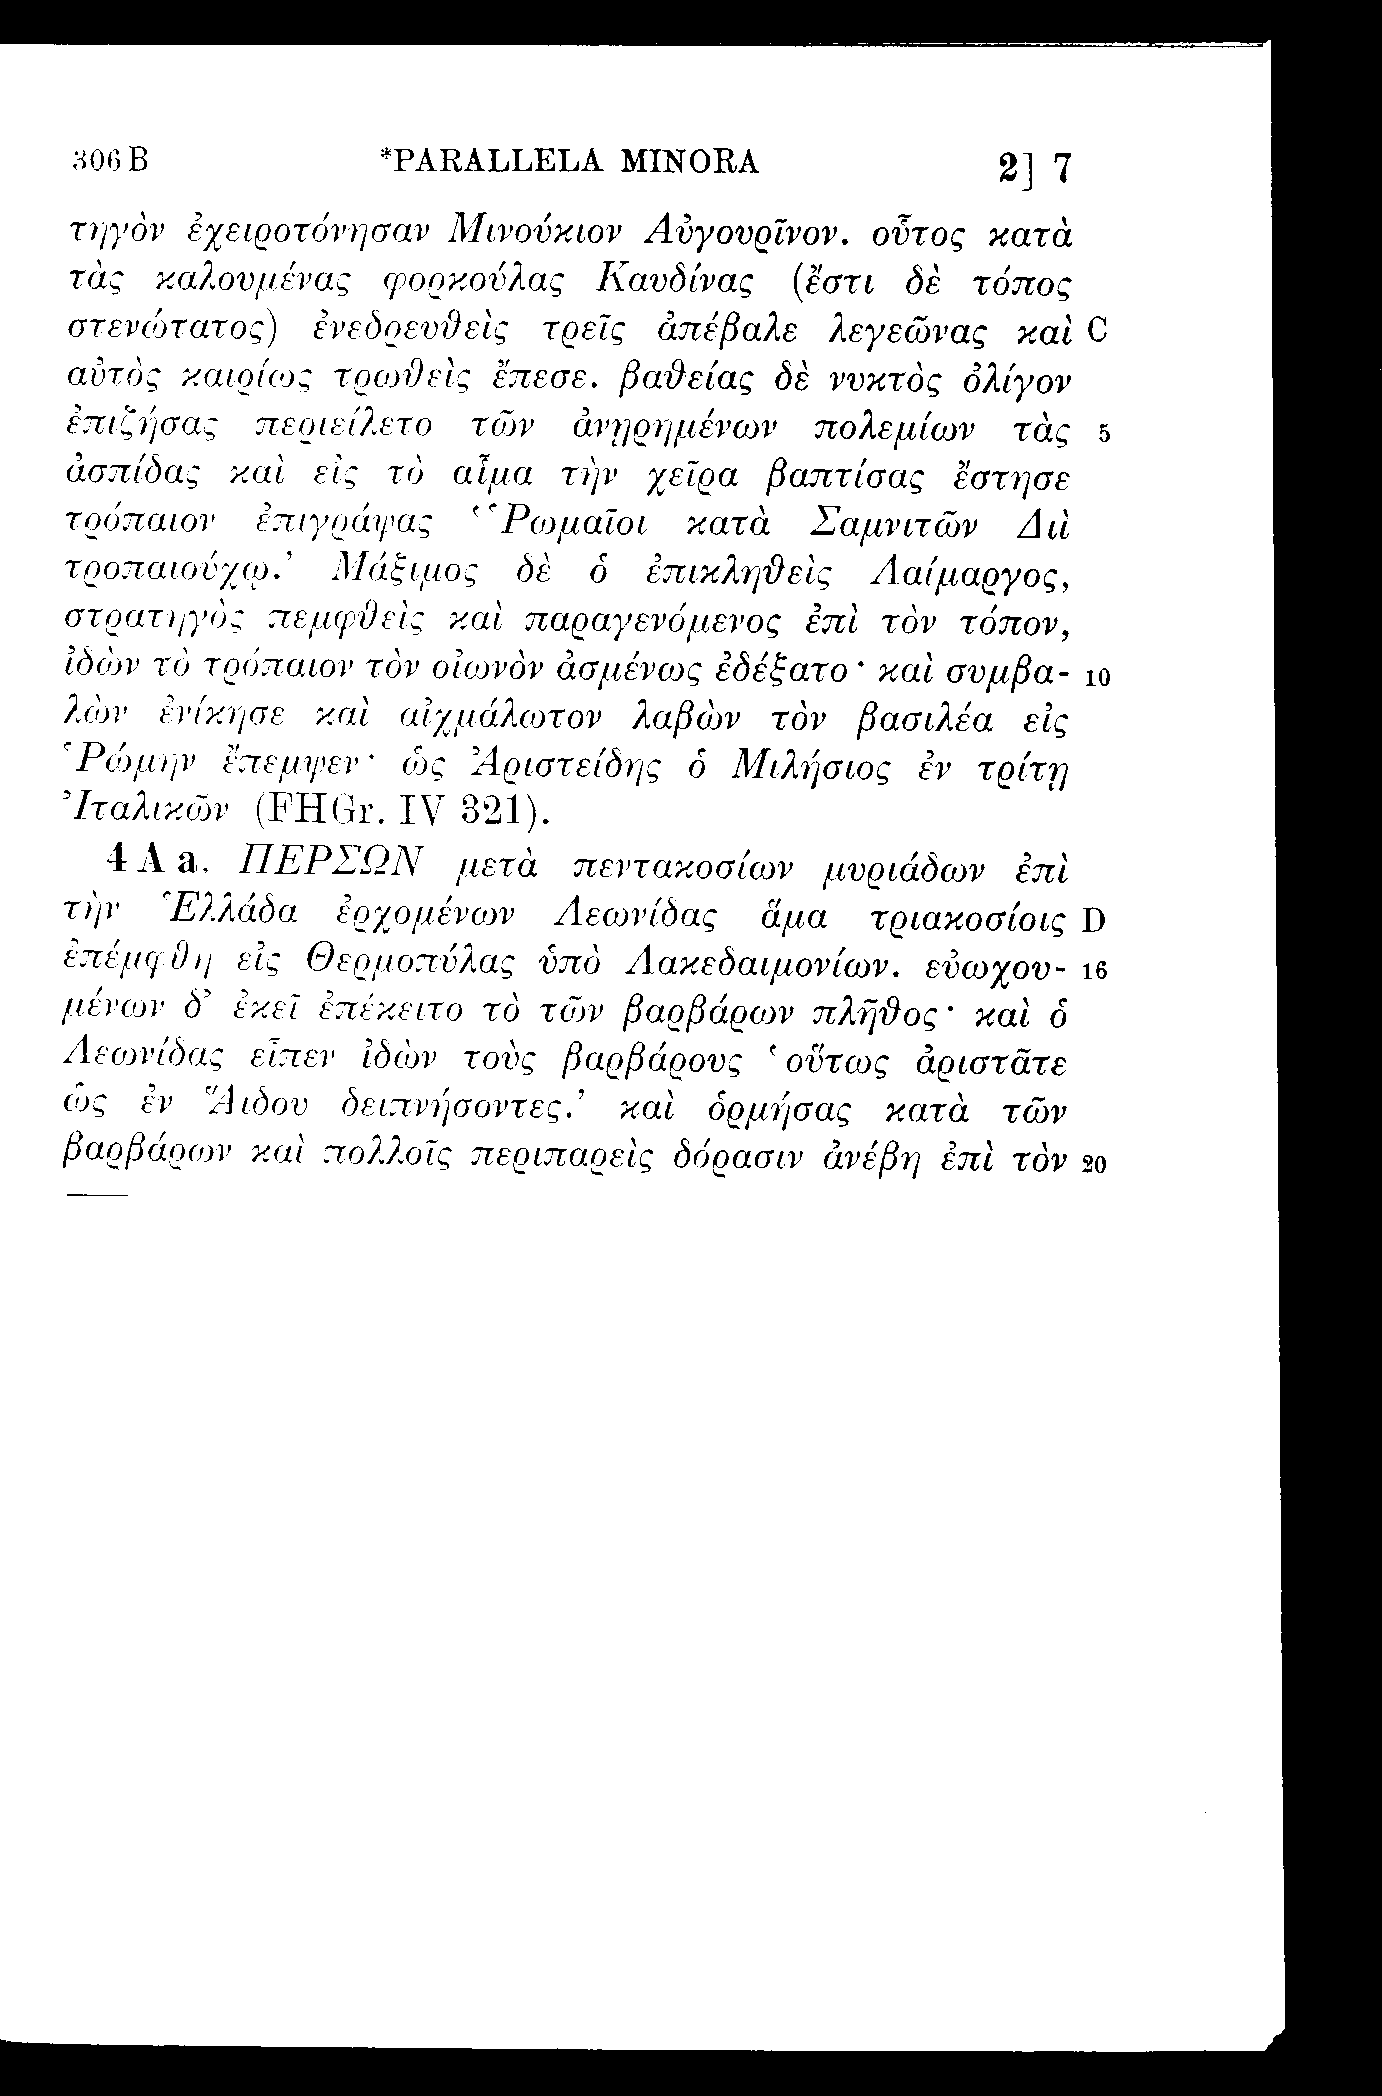 306 B *PARALLELA MINORA 2] 7
τηγὸν ἐχειροτόνησαν Μινούκιον Αὐγουρῖνον. οὗτος κατὰ
τὰς καλουμένας φορκούλας Καυδίνας (ἔστι δὲ τόπος
στενώτατος) ἐνεδρευθεὶς τρεῖς ἀπέβαλε λεγεῶνας καὶ C
αὐτὸς καιρίως τρωθεὶς ἔπεσε. βαθείας δὲ νυκτὸς ὀλίγον
ἐπιζήσας περιείλετο τῶν ἀνῃρημένων πολεμίων τὰς 5
ἀσπίδας καὶ εἰς τὸ αἷμα τὴν χεῖρα βαπτίσας ἔστησε
τρόπαιον ἐπιγράψας ‘Ῥωμαῖοι κατὰ Σαμνιτῶν Διὶ
τροπαιούχῳ.’ Μάξιμος δὲ ὁ ἐπικληθεὶς Λαίμαργος,
στρατηγὸς πεμφθεὶς καὶ παραγενόμενος ἐπὶ τὸν τόπον,
ἰδὼν τὸ τρόπαιον τὸν οἰωνὸν ἀσμένως ἐδέξατο· καὶ συμβα- 10
λὼν ἐνίκησε καὶ αἰχμάλωτον λαβὼν τὸν βασιλέα εἰς
Ῥώμην ἔπεμψεν· ὡς Ἀριστείδης ὁ Μιλήσιος ἐν τρίτῃ
Ἰταλικῶν (FHGr. IV 321).
4 A a. ΠΕΡΣΩΝ μετὰ πεντακοσίων μυριάδων ἐπὶ
τὴν Ἑλλάδα ἐρχομένων Λεωνίδας ἅμα τριακοσίοις D
ἐπέμφθη εἰς Θερμοπύλας ὑπὸ Λακεδαιμονίων. εὐωχου- 16
μένων δ’ ἐκεῖ ἐπέκειτο τὸ τῶν βαρβάρων πλῆθος· καὶ ὁ
Λεωνίδας εἶπεν ἰδὼν τοὺς βαρβάρους ‘οὕτως ἀριστᾶτε
ὡς ἐν Ἅιδου δειπνήσοντες.’ καὶ ὁρμήσας κατὰ τῶν
βαρβάρων καὶ πολλοῖς περιπαρεὶς δόρασιν ἀνέβη ἐπὶ τὸν 20